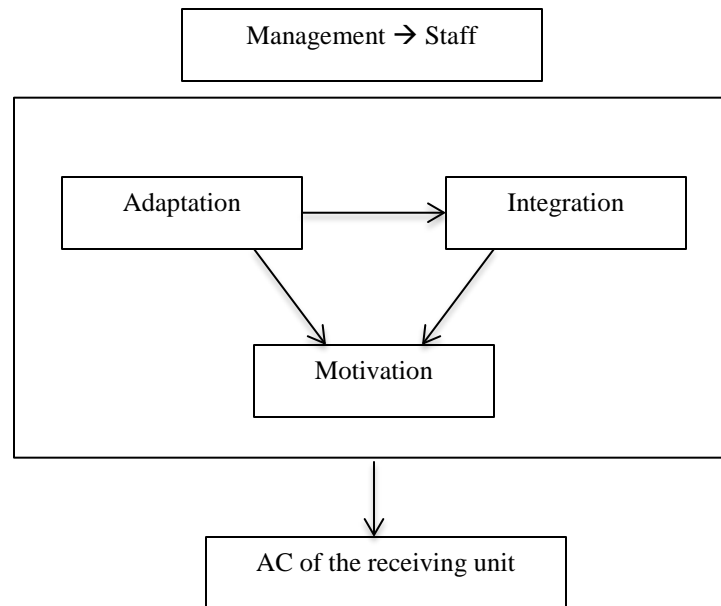 Management → Staff
Adaptation
Integration
Motivation
AC of the receiving unit